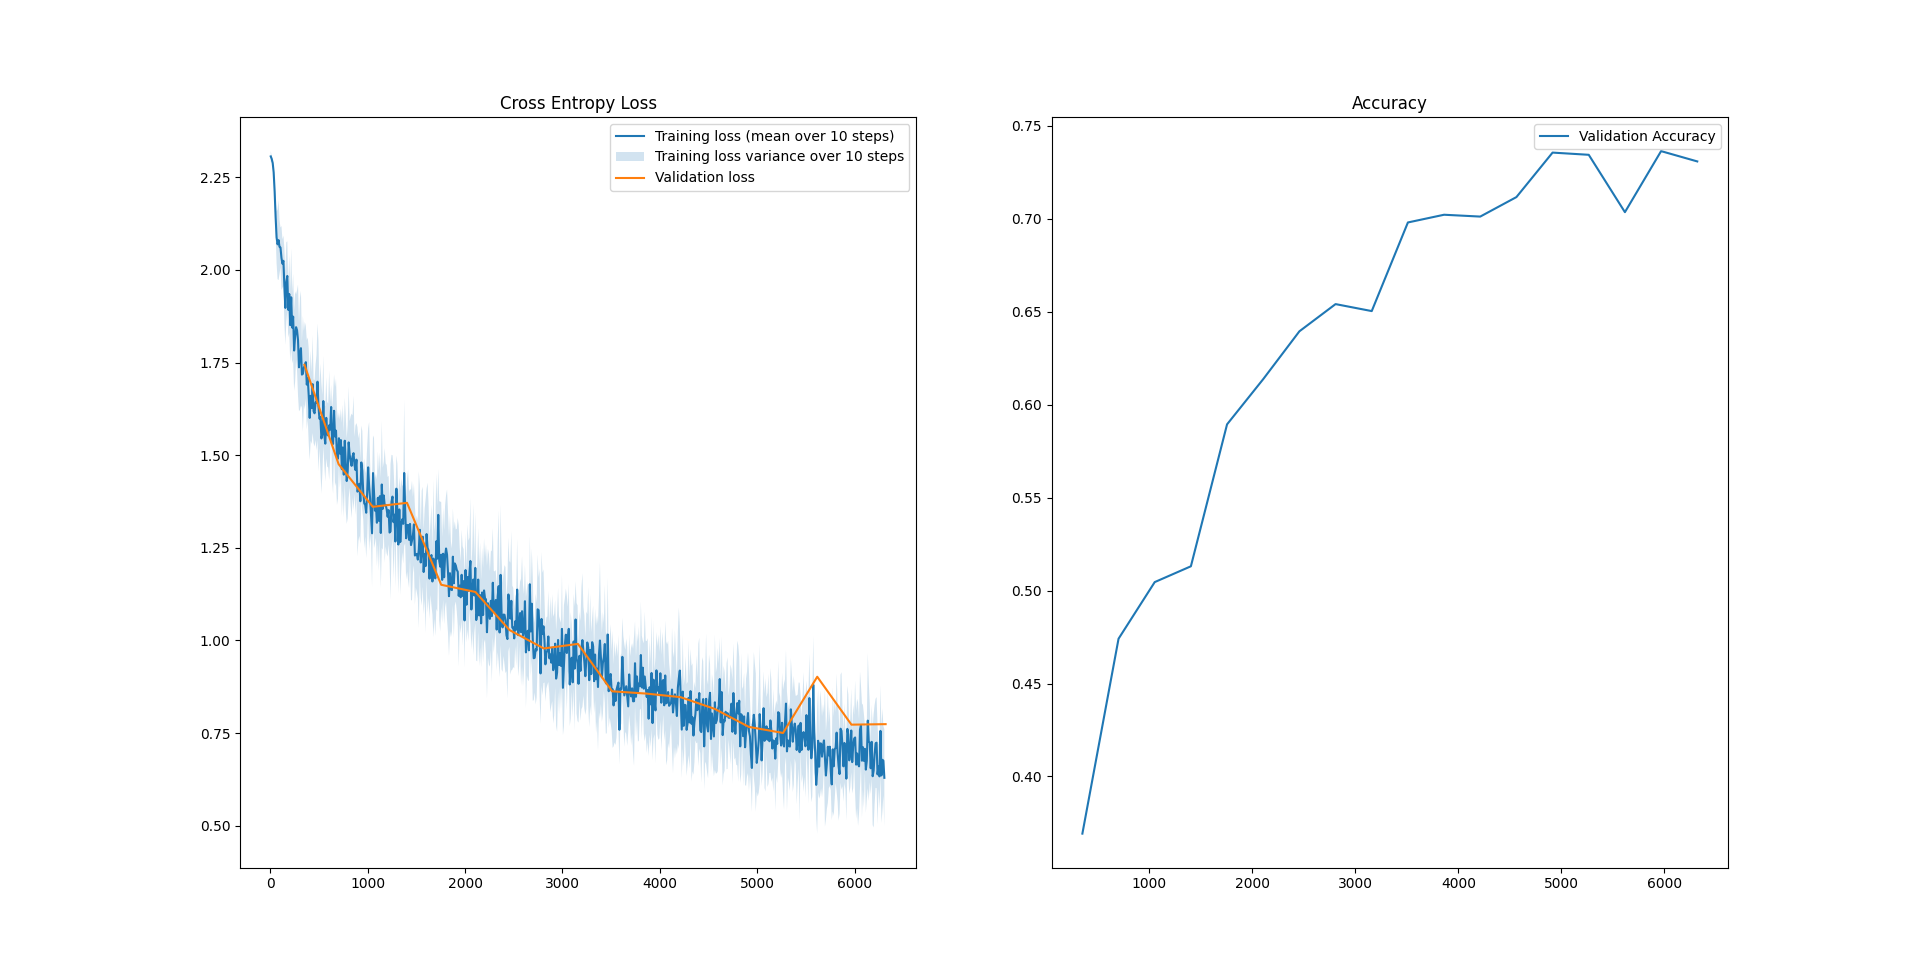 Cross Entropy Loss
Training loss (mean over 10 steps)
Training loss variance over 10 steps
Validation loss
2.25
2.00
1.75
1.50
1.25
1.00
0.75
0.50
0 1000 2000 3000 4000 5000 6000
Accuracy
Validation Accuracy
0.75
0.70
0.65
0.60
0.55
0.50
0.45
0.40
1000 2000 3000 4000 5000 6000